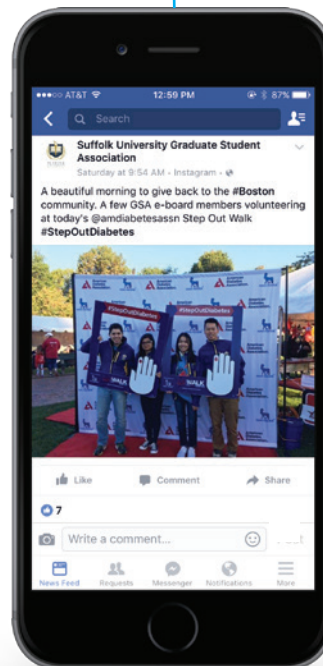 AT&T 12:59 PM 87%
Search
Suffolk University Graduate Student
Association
Saturday at 9:54 AM · Instagram ·
A beautiful morning to give back to the #Boston
community. A few GSA e-board members volunteering
at today's @amdiabetesassn Step Out Walk
#StepOutDiabetes
#StepOutDiabetes #StepOutDiabetes
WALK WALK
Like Comment Share
7
Write a comment...
News Feed Requests Messenger Notifications More